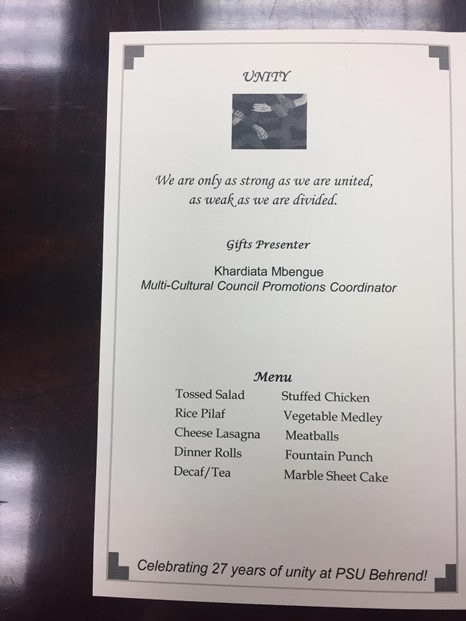 UNITY
We are only as strong as we are united,
as weak as we are divided.
Gifts Presenter
Khardiata Mbengue
Multi-Cultural Council Promotions Coordinator
Menu
Tossed Salad Stuffed Chicken
Rice Pilaf Vegetable Medley
Cheese Lasagna Meatballs
Dinner Rolls Fountain Punch
Decaf/Tea Marble Sheet Cake
Celebrating 27 years of unity at PSU Behrend!